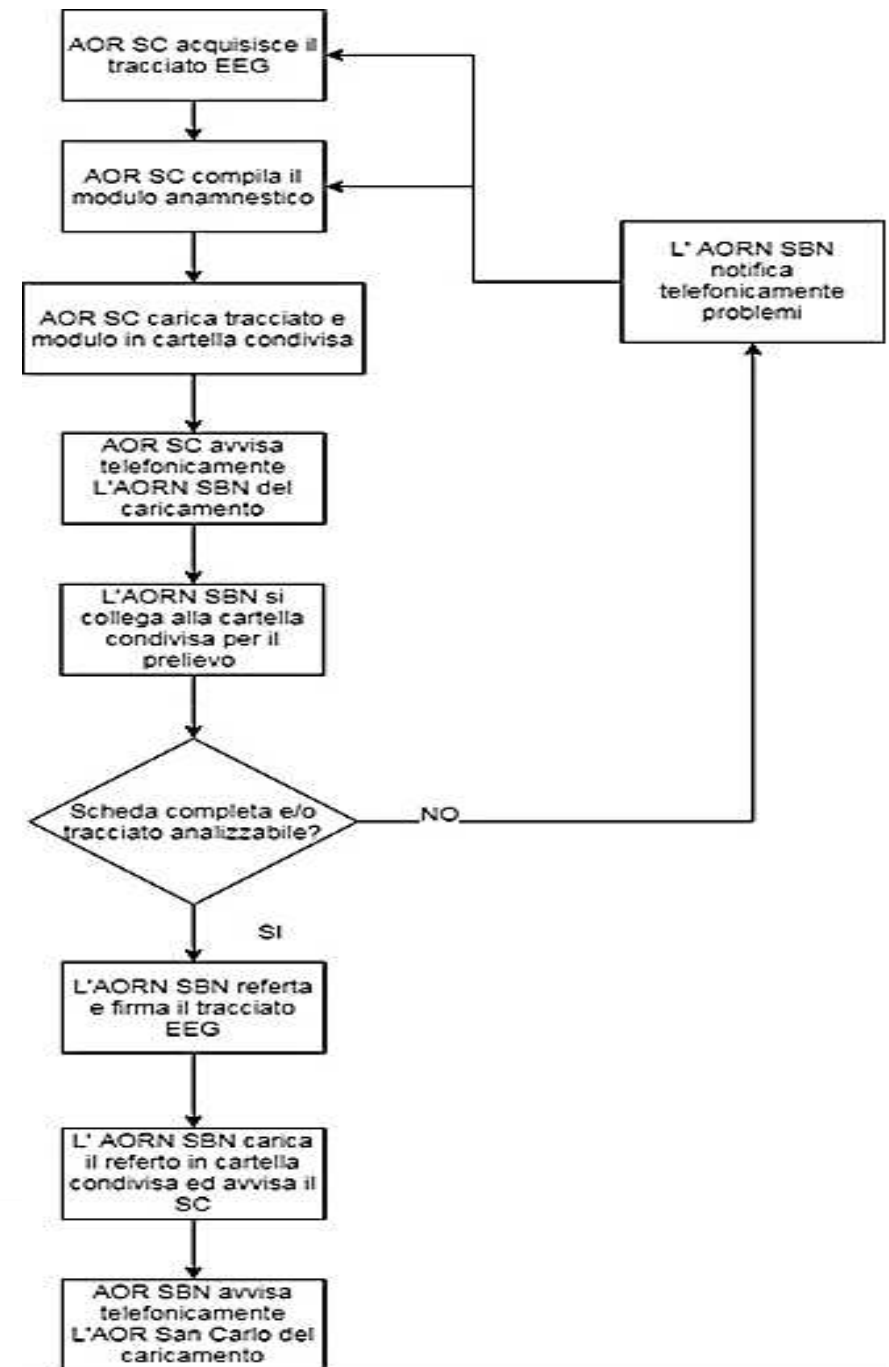 AOR SC acquisisce il
tracciato EEG
AOR SC compila il
modulo anamnestico
L' AORN SBN
notifica
telefonicamente
problemi
AOR SC carica tracciato e
modulo in cartella condivisa
AOR SC avvisa
telefonicamente
L'AORN SBN del
caricamento
L'AORN SBN si
collega alla cartella
condivisa per il
prelievo
Scheda completa e/o
tracciato analizzabile?
NO
SI
L'AORN SBN referta
e firma il tracciato
EEG
L' AORN SBN carica
il referto in cartella
condivisa ed avvisa il
SC
AOR SBN avvisa
telefonicamente
L'AOR San Carlo del
caricamento